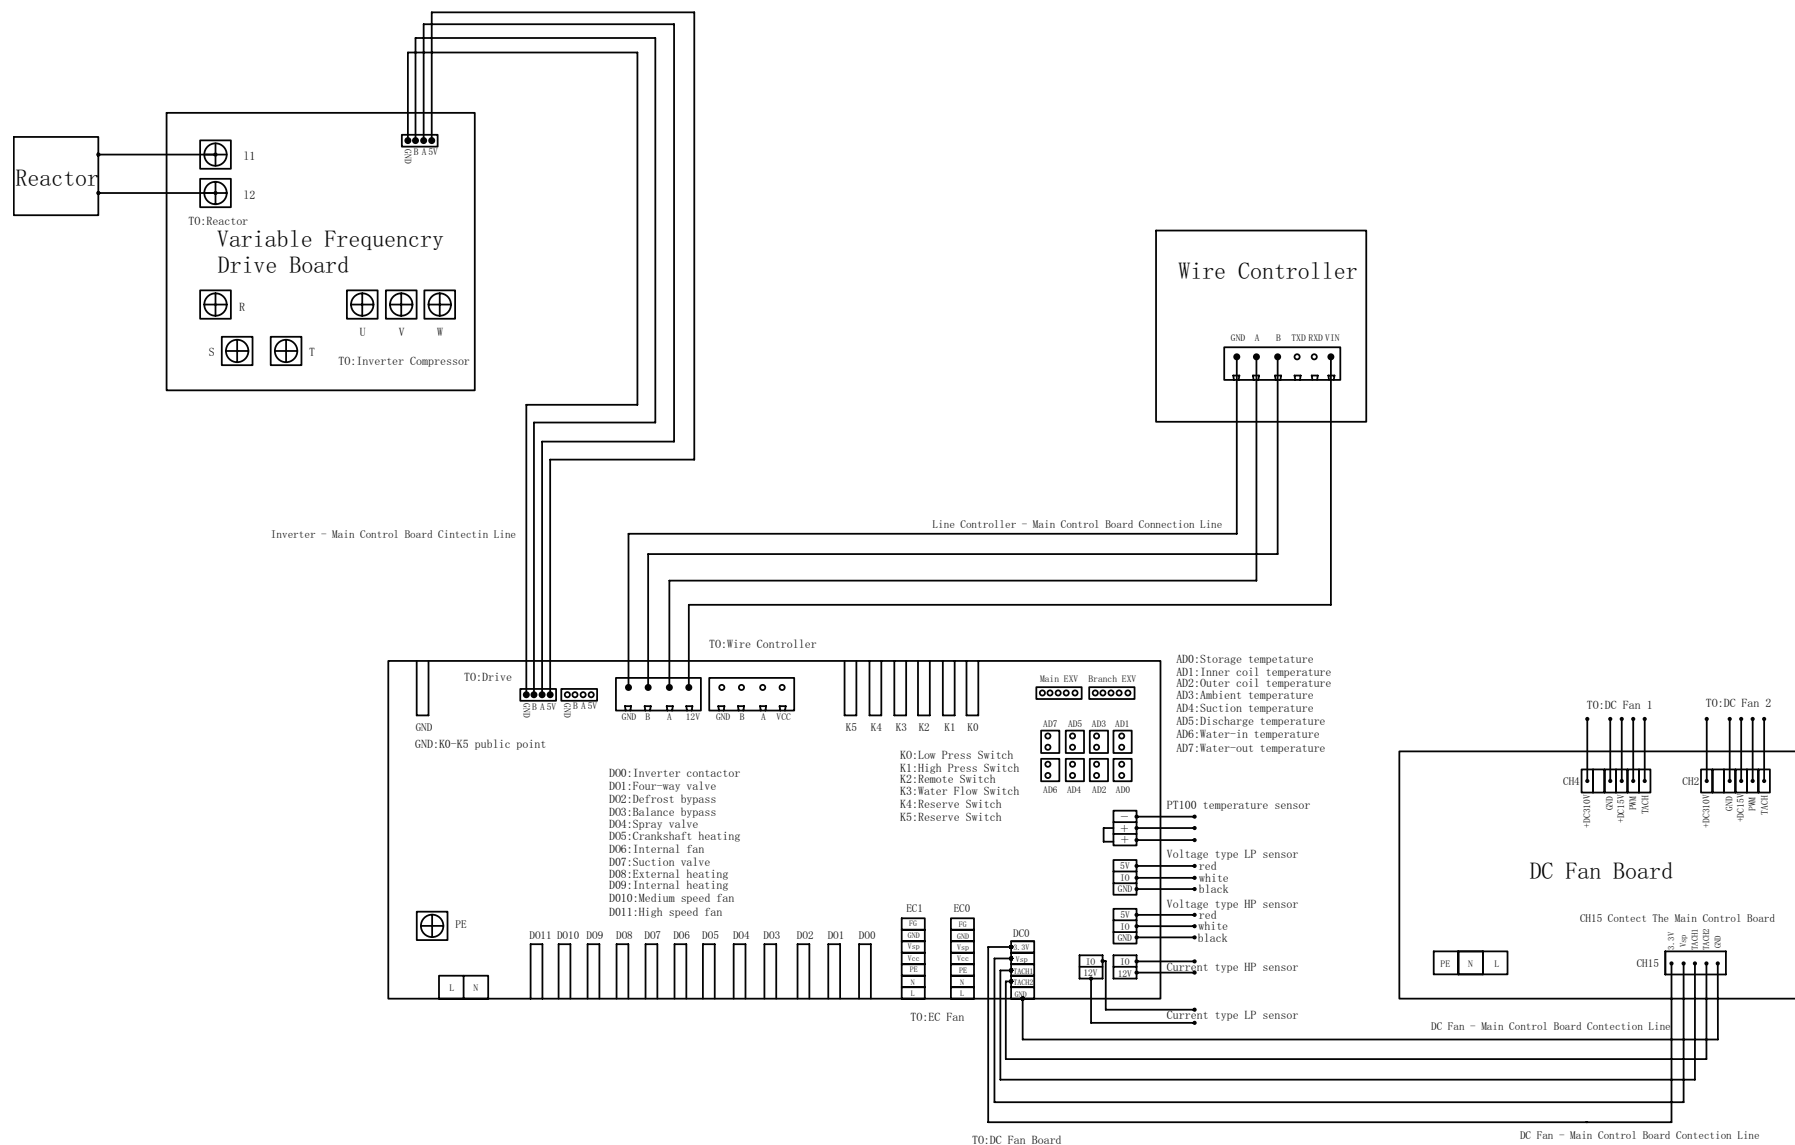 GND
B A 5V
l1
Reactor
l2
TO:Reactor
Variable Frequencry
Drive Board
R
U V W
S T
TO:Inverter Compressor
Wire Controller
GND A B TXD RXD VIN
Inverter - Main Control Board Cintectin Line
Line Controller - Main Control Board Connection Line
TO:Wire Controller
TO:Drive
GND
B A 5V
GND
B A 5V
GND B A 12V
GND B A VCC
GND
GND:K0-K5 public point
K5 K4 K3 K2 K1 K0
Main EXV Branch EXV
AD7 AD5 AD3 AD1
AD6 AD4 AD2 AD0
AD0:Storage tempetature
AD1:Inner coil temperature
AD2:Outer coil temperature
AD3:Ambient temperature
AD4:Suction temperature
AD5:Discharge temperature
AD6:Water-in temperature
AD7:Water-out temperature
K0:Low Press Switch
K1:High Press Switch
K2:Remote Switch
K3:Water Flow Switch
K4:Reserve Switch
K5:Reserve Switch
DO0:Inverter contactor
DO1:Four-way valve
DO2:Defrost bypass
DO3:Balance bypass
DO4:Spray valve
DO5:Crankshaft heating
DO6:Internal fan
DO7:Suction valve
DO8:External heating
DO9:Internal heating
DO10:Medium speed fan
DO11:High speed fan
PT100 temperature sensor
-
+
+
Voltage type LP sensor
5V red
IO white
GND black
Voltage type HP sensor
5V red
IO white
GND black
IO IO
12V 12V
Current type HP sensor
Current type LP sensor
PE
L N
DO11 DO10 DO9 DO8 DO7 DO6 DO5 DO4 DO3 DO2 DO1 DO0
EC1
FG
GND
Vsp
Vcc
PE
N
L
EC0
FG
GND
Vsp
Vcc
PE
N
L
TO:EC Fan
DC0
3.3V
Vsp
TACH1
TACH2
GND
TO:DC Fan Board
TO:DC Fan 1
TO:DC Fan 2
CH4
+DC310V
GND
+DC15V
PWM
TACH
CH2
+DC310V
GND
+DC15V
PWM
TACH
DC Fan Board
CH15 Contect The Main Control Board
3.3V
Vsp
TACH1
TACH2
GND
CH15
PE N L
DC Fan - Main Control Board Contection Line
DC Fan - Main Control Board Contection Line